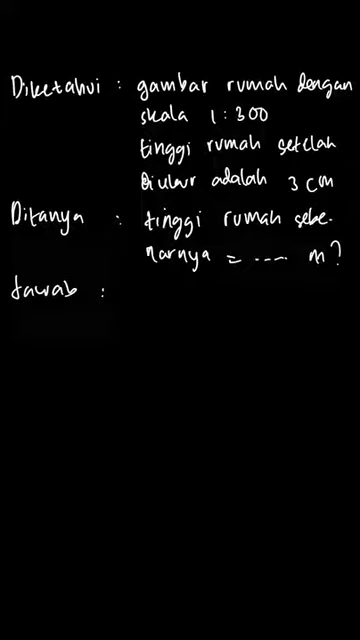 Diketahui : gambar rumah dengan
skala 1 : 300
tinggi rumah setelah
diukur adalah 3 cm
Ditanya : tinggi rumah sebe-
narnya = ..... m?
Jawab :